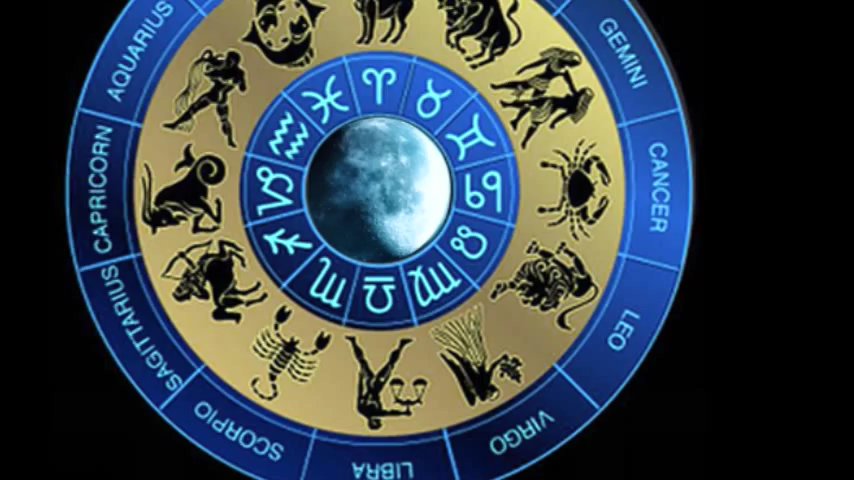 AQUARIUS
GEMINI
CAPRICORN
CANCER
SAGITTARIUS
LEO
SCORPIO
VIRGO
LIBRA